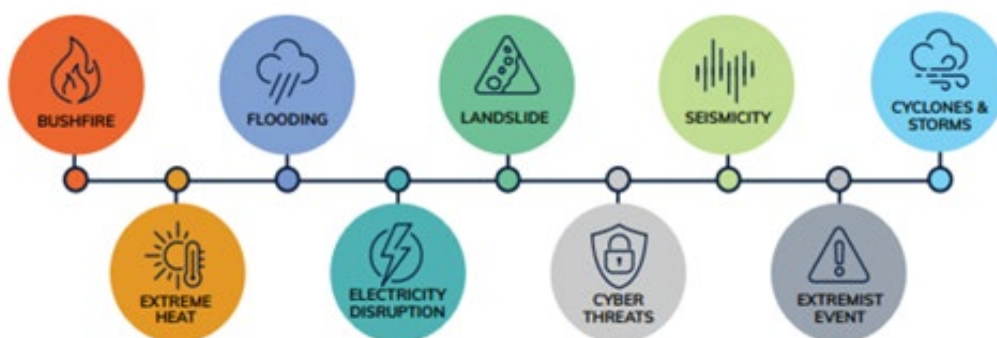 BUSHFIRE
FLOODING
LANDSLIDE
SEISMICITY
CYCLONES &
STORMS
EXTREME
HEAT
ELECTRICITY
DISRUPTION
CYBER
THREATS
EXTREMIST
EVENT